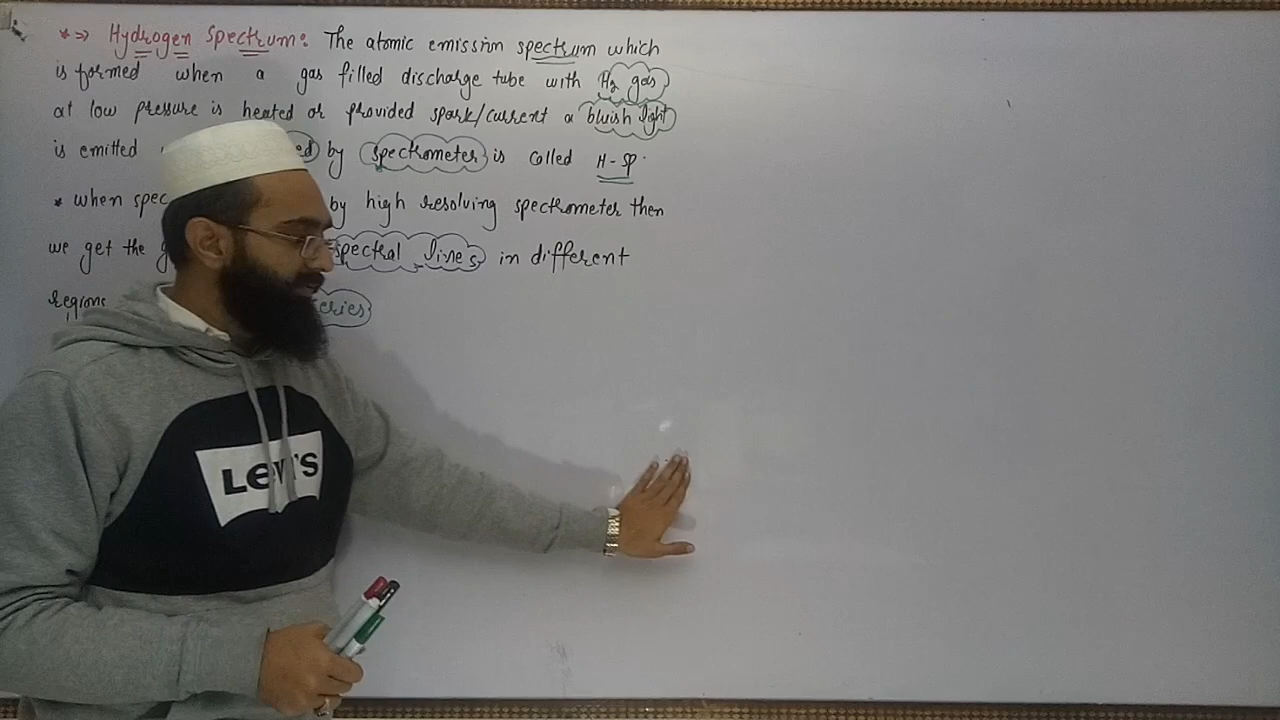 *⇒ Hydrogen Spectrum: The atomic emission spectrum which
is formed when a gas filled discharge tube with H2 gas
at low pressure is heated or provided spark/current a bluish light
is emitted by spectrometer is called H-Sp.
* when by high resolving spectrometer then
we get the spectral lines in different
Levi's